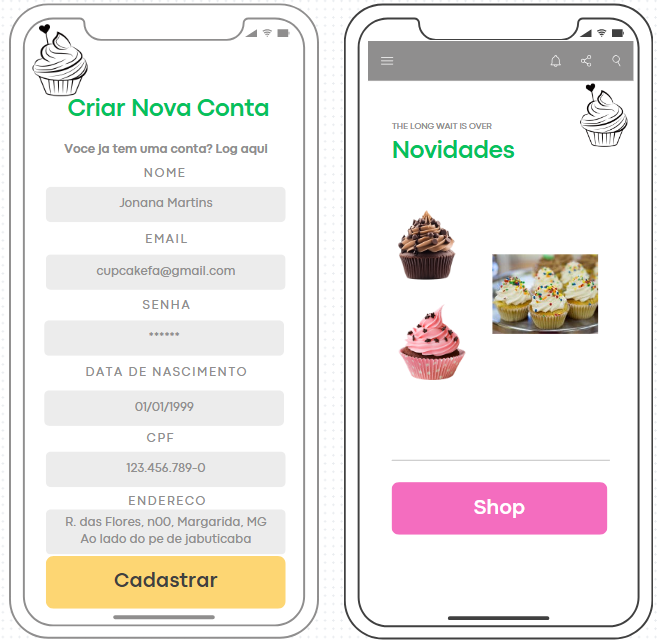 Criar Nova Conta
Voce ja tem uma conta? Log aqui
NOME
Jonana Martins
EMAIL
cupcakefa@gmail.com
SENHA
******
DATA DE NASCIMENTO
01/01/1999
CPF
123.456.789-0
ENDERECO
R. das Flores, n00, Margarida, MG
Ao lado do pe de jabuticaba
Cadastrar
THE LONG WAIT IS OVER
Novidades
Shop